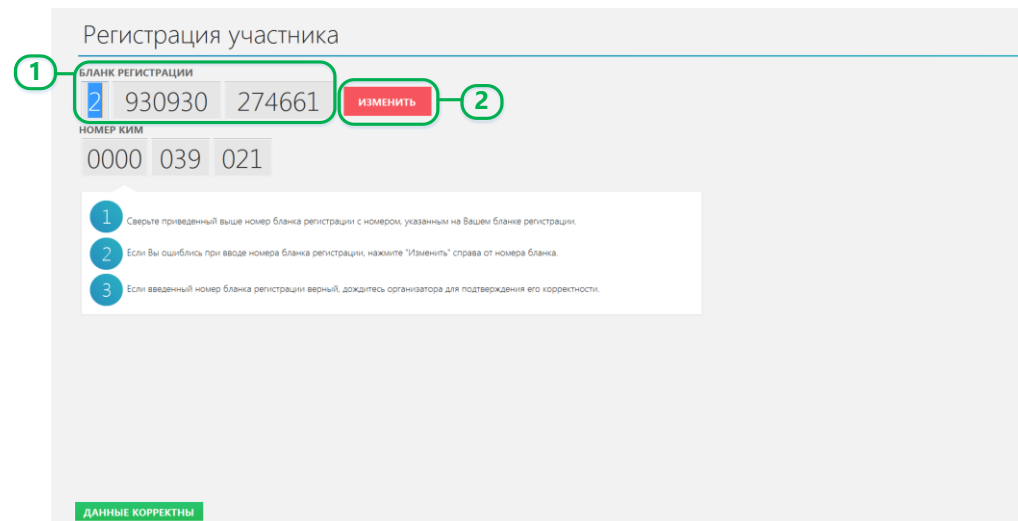 Регистрация участника
1
БЛАНК РЕГИСТРАЦИИ
2 930930 274661 ИЗМЕНИТЬ 2
НОМЕР КИМ
0000 039 021
1 Сверьте приведенный выше номер бланка регистрации с номером, указанным на Вашем бланке регистрации.
2 Если Вы ошиблись при вводе номера бланка регистрации, нажмите "Изменить" справа от номера бланка.
3 Если введенный номер бланка регистрации верный, дождитесь организатора для подтверждения его корректности.
ДАННЫЕ КОРРЕКТНЫ